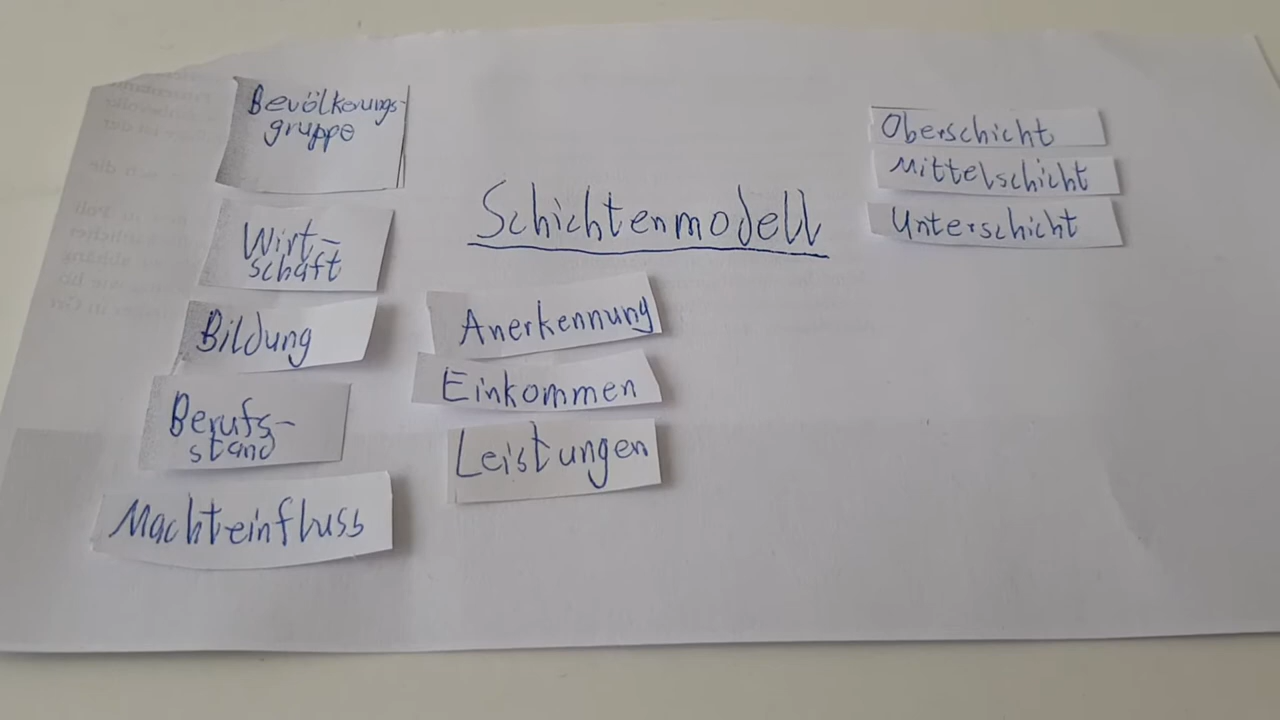 Bevölkerungs-
gruppe
Wirt-
schaft
Bildung
Berufs-
stand
Machteinfluss
Schichtenmodell
Anerkennung
Einkommen
Leistungen
Oberschicht
Mittelschicht
Unterschicht